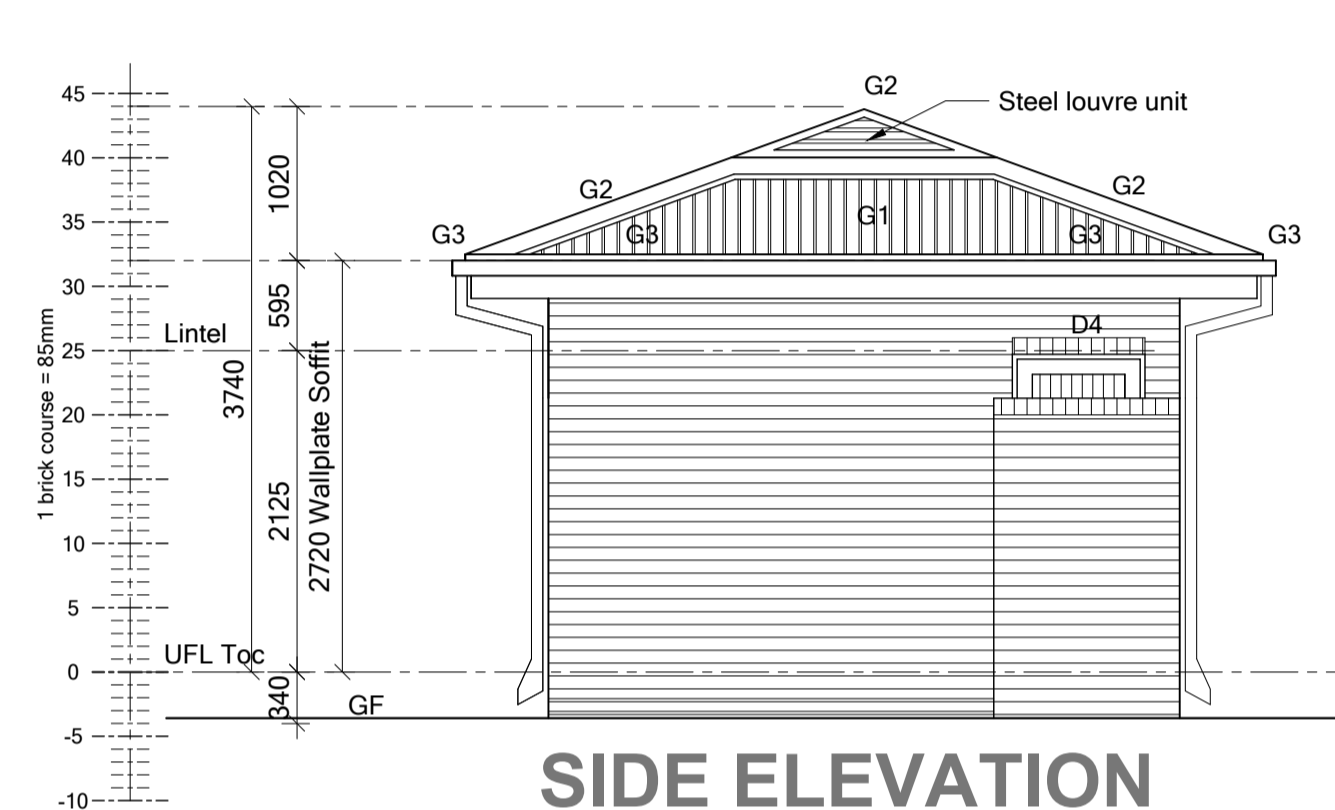 45
40
35
30
25
20
15
10
5
0
-5
-10
1 brick course = 85mm
Lintel
UFL Toc
GF
1020
595
3740
2125
2720 Wallplate Soffit
340
G2
Steel louvre unit
G2
G2
G3
G3
G1
G3
G3
D4
SIDE ELEVATION